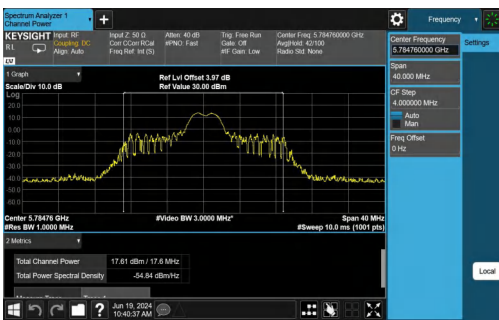 Spectrum Analyzer 1
Channel Power
Frequency
KEYSIGHT
RL
Input: RF
Coupling: DC
Align: Auto
Input Z: 50 Ω
Corr CCorr RCal
Freq Ref: Int (S)
Atten: 40 dB
#PNO: Fast
Trig: Free Run
Gate: Off
#IF Gain: Low
Center Freq: 5.784760000 GHz
Avg|Hold: 42/100
Radio Std: None
Center Frequency
5.784760000 GHz
Settings
Span
40.000 MHz
CF Step
4.000000 MHz
Auto
Man
Freq Offset
0 Hz
Local
1 Graph
Scale/Div 10.0 dB
Ref Lvl Offset 3.97 dB
Ref Value 30.00 dBm
Log
20.0
10.0
0.00
-10.0
-20.0
-30.0
-40.0
-50.0
-60.0
Center 5.78476 GHz
#Res BW 1.0000 MHz
#Video BW 3.0000 MHz*
Span 40 MHz
#Sweep 10.0 ms (1001 pts)
2 Metrics
Total Channel Power 17.61 dBm / 17.6 MHz
Total Power Spectral Density -54.84 dBm/Hz
Jun 19, 2024
10:40:37 AM